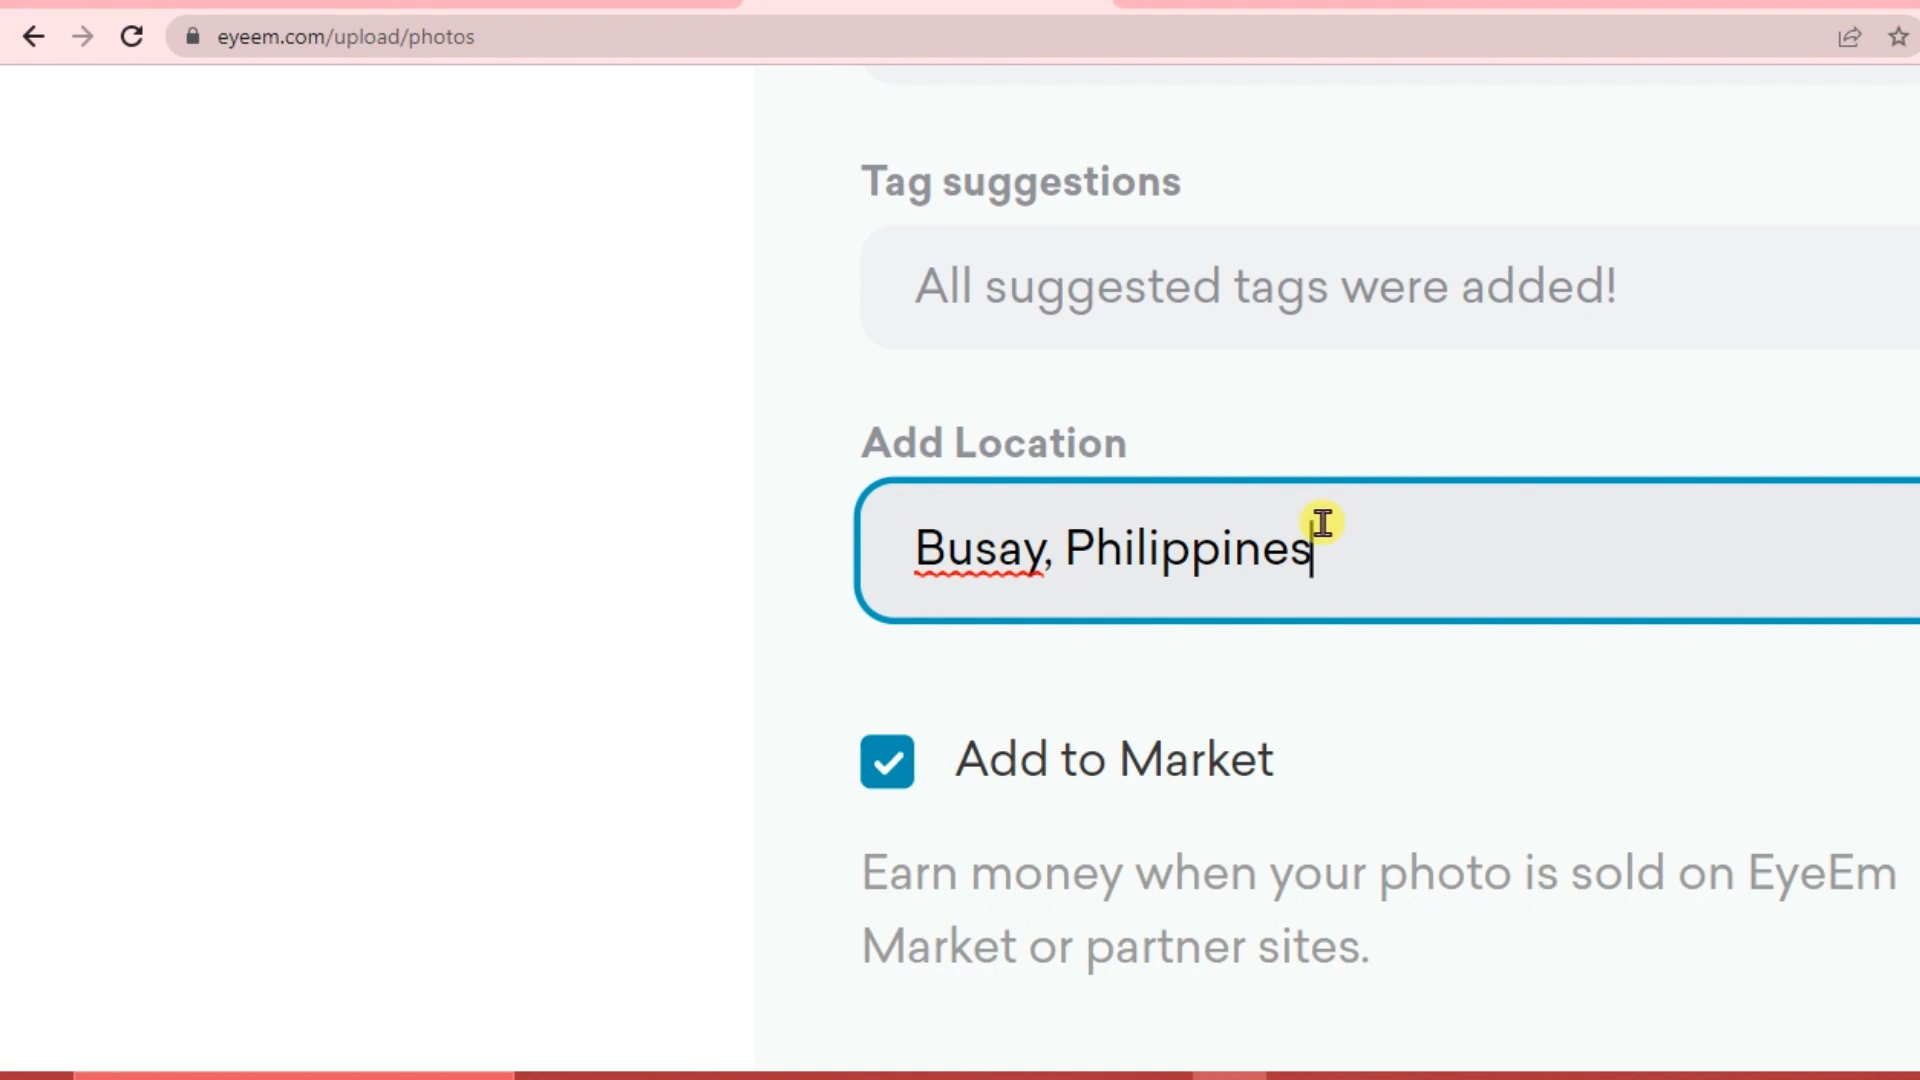 eyeem.com/upload/photos
Tag suggestions
All suggested tags were added!
Add Location
Busay, Philippines
Add to Market
Earn money when your photo is sold on EyeEm
Market or partner sites.